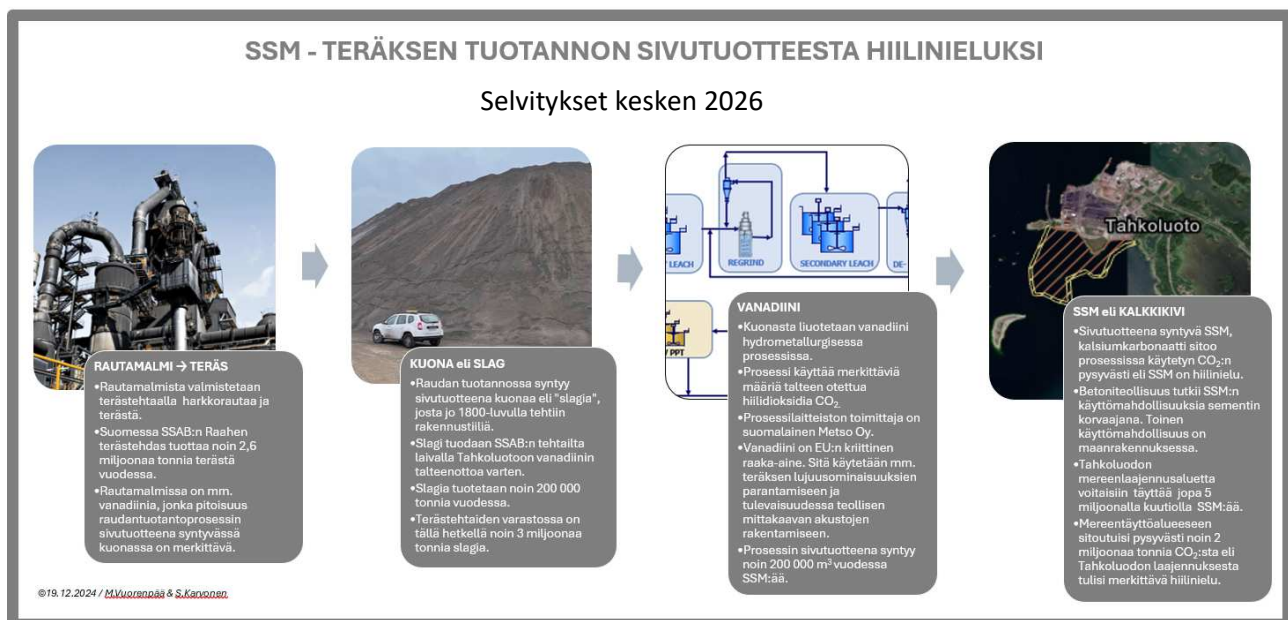 SSM - TERÄKSEN TUOTANNON SIVUTUOTTEESTA HIILINIELUKSI
Selvitykset kesken 2026
RAUTAMALMI → TERÄS
•Rautamalmista valmistetaan
terästehtaalla harkkorautaa ja
terästä.
•Suomessa SSAB:n Raahen
terästehdas tuottaa noin 2,6
miljoonaa tonnia terästä
vuodessa.
•Rautamalmissa on mm.
vanadiinia, jonka pitoisuus
raudantuotantoprosessin
sivutuotteena syntyvässä
kuonassa on merkittävä.
KUONA eli SLAG
•Raudan tuotannossa syntyy
sivutuotteena kuonaa eli "slagia",
josta jo 1800-luvulla tehtiin
rakennustiiliä.
•Slagi tuodaan SSAB:n tehtailta
laivalla Tahkoluotoon vanadiinin
talteenottoa varten.
•Slagia tuotetaan noin 200 000
tonnia vuodessa.
•Terästehtaiden varastossa on
tällä hetkellä noin 3 miljoonaa
tonnia slagia.
LEACH
REGRIND
SECONDARY LEACH
DE-
PPT
VANADIINI
•Kuonasta liuotetaan vanadiini
hydrometallurgisessa
prosessissa.
•Prosessi käyttää merkittäviä
määriä talteen otettua
hiilidioksidia CO₂.
•Prosessilaitteiston toimittaja on
suomalainen Metso Oy.
•Vanadiini on EU:n kriittinen
raaka-aine. Sitä käytetään mm.
teräksen lujuusominaisuuksien
parantamiseen ja
tulevaisuudessa teollisen
mittakaavan akustojen
rakentamiseen.
•Prosessin sivutuotteena syntyy
noin 200 000 m³ vuodessa
SSM:ää.
Tahkoluoto
SSM eli KALKKIKIVI
•Sivutuotteena syntyvä SSM,
kalsiumkarbonaatti sitoo
prosessissa käytetyn CO₂:n
pysyvästi eli SSM on hiilinielu.
•Betoniteollisuus tutkii SSM:n
käyttömahdollisuuksia sementin
korvaajana. Toinen
käyttömahdollisuus on
maanrakennuksessa.
•Tahkoluodon
mereenlaajennusaluetta
voitaisiin täyttää jopa 5
miljoonalla kuutiolla SSM:ää.
•Mereentäyttöalueeseen
sitoutuisi pysyvästi noin 2
miljoonaa tonnia CO₂:sta eli
Tahkoluodon laajennuksesta
tulisi merkittävä hiilinielu.
©19.12.2024 / M.Vuorenpää & S.Karvonen